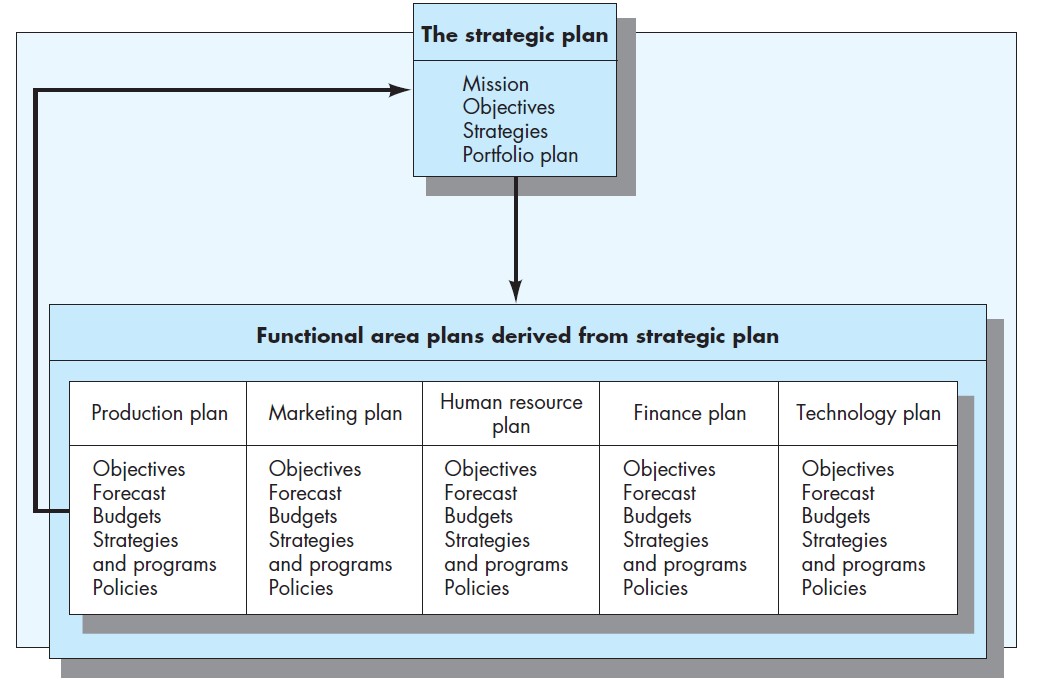 The strategic plan
Mission
Objectives
Strategies
Portfolio plan
Functional area plans derived from strategic plan
Production plan
Objectives
Forecast
Budgets
Strategies
and programs
Policies
Marketing plan
Objectives
Forecast
Budgets
Strategies
and programs
Policies
Human resource
plan
Objectives
Forecast
Budgets
Strategies
and programs
Policies
Finance plan
Objectives
Forecast
Budgets
Strategies
and programs
Policies
Technology plan
Objectives
Forecast
Budgets
Strategies
and programs
Policies